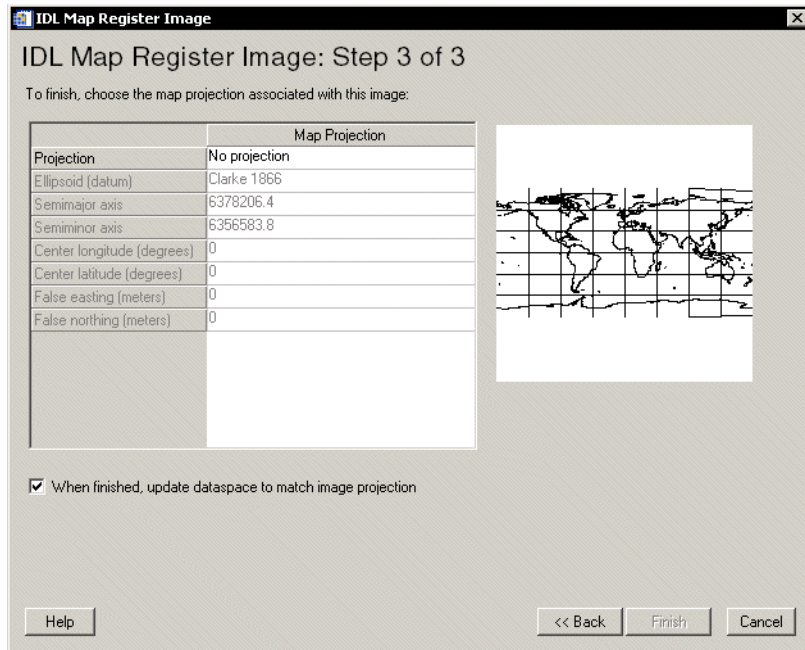 IDL Map Register Image
IDL Map Register Image: Step 3 of 3
To finish, choose the map projection associated with this image:
Map Projection
Projection No projection
Ellipsoid (datum) Clarke 1866
Semimajor axis 6378206.4
Semiminor axis 6356583.8
Center longitude (degrees) 0
Center latitude (degrees) 0
False easting (meters) 0
False northing (meters) 0
When finished, update dataspace to match image projection
Help << Back Finish Cancel